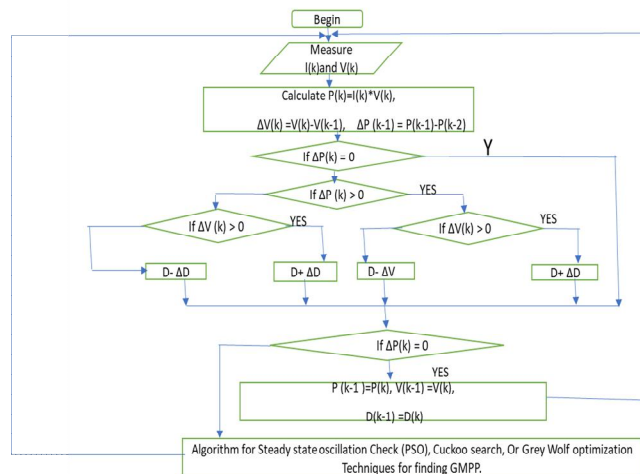 Begin
Measure
I(k)and V(k)
Calculate P(k)=I(k)*V(k),
ΔV(k) =V(k)-V(k-1), ΔP (k-1) = P(k-1)-P(k-2)
If ΔP(k) = 0
Y
If ΔP (k) > 0
YES
If ΔV (k) > 0
YES
If ΔV(k) > 0
YES
D- ΔD
D+ ΔD
D- ΔV
D+ ΔD
If ΔP(k) = 0
YES
P (k-1 )=P(k), V(k-1) =V(k),
D(k-1) =D(k)
Algorithm for Steady state oscillation Check (PSO), Cuckoo search, Or Grey Wolf optimization
Techniques for finding GMPP.